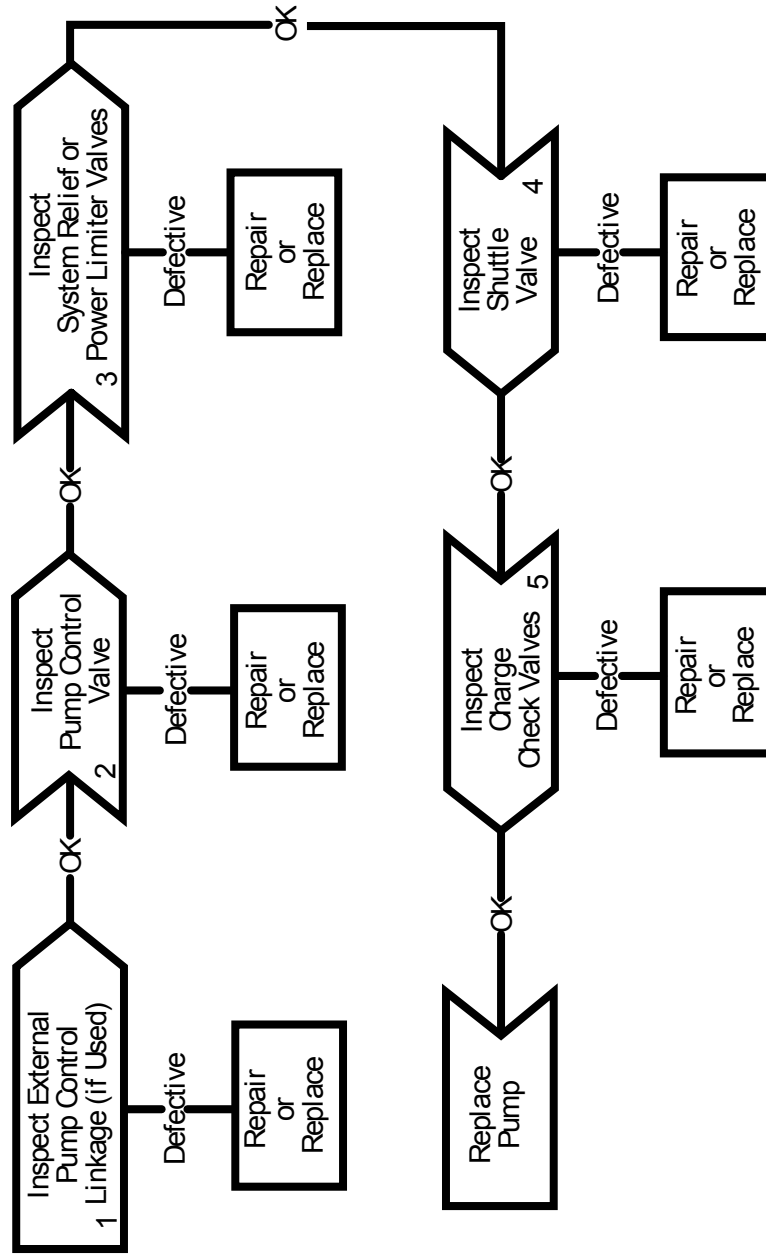 Inspect External
Pump Control
Linkage (if Used)
1
Defective
Repair
or
Replace
OK
Inspect
Pump Control
Valve
2
Defective
Repair
or
Replace
OK
Inspect
System Relief or
Power Limiter Valves
3
Defective
Repair
or
Replace
OK
Inspect
Shuttle
Valve
4
Defective
Repair
or
Replace
OK
Inspect
Charge
Check Valves
5
Defective
Repair
or
Replace
OK
Replace
Pump